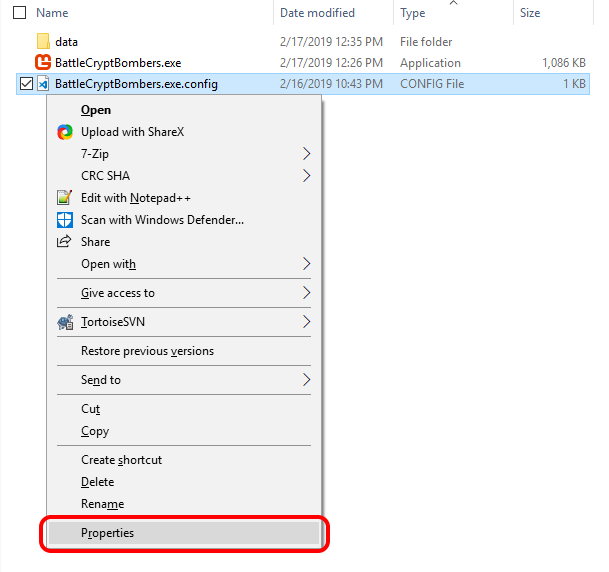 Name Date modified Type Size
data 2/17/2019 12:35 PM File folder
BattleCryptBombers.exe 2/17/2019 12:26 PM Application 1,086 KB
BattleCryptBombers.exe.config 2/16/2019 10:43 PM CONFIG File 1 KB
Open
Upload with ShareX
7-Zip
CRC SHA
Edit with Notepad++
Scan with Windows Defender...
Share
Open with
Give access to
TortoiseSVN
Restore previous versions
Send to
Cut
Copy
Create shortcut
Delete
Rename
Properties